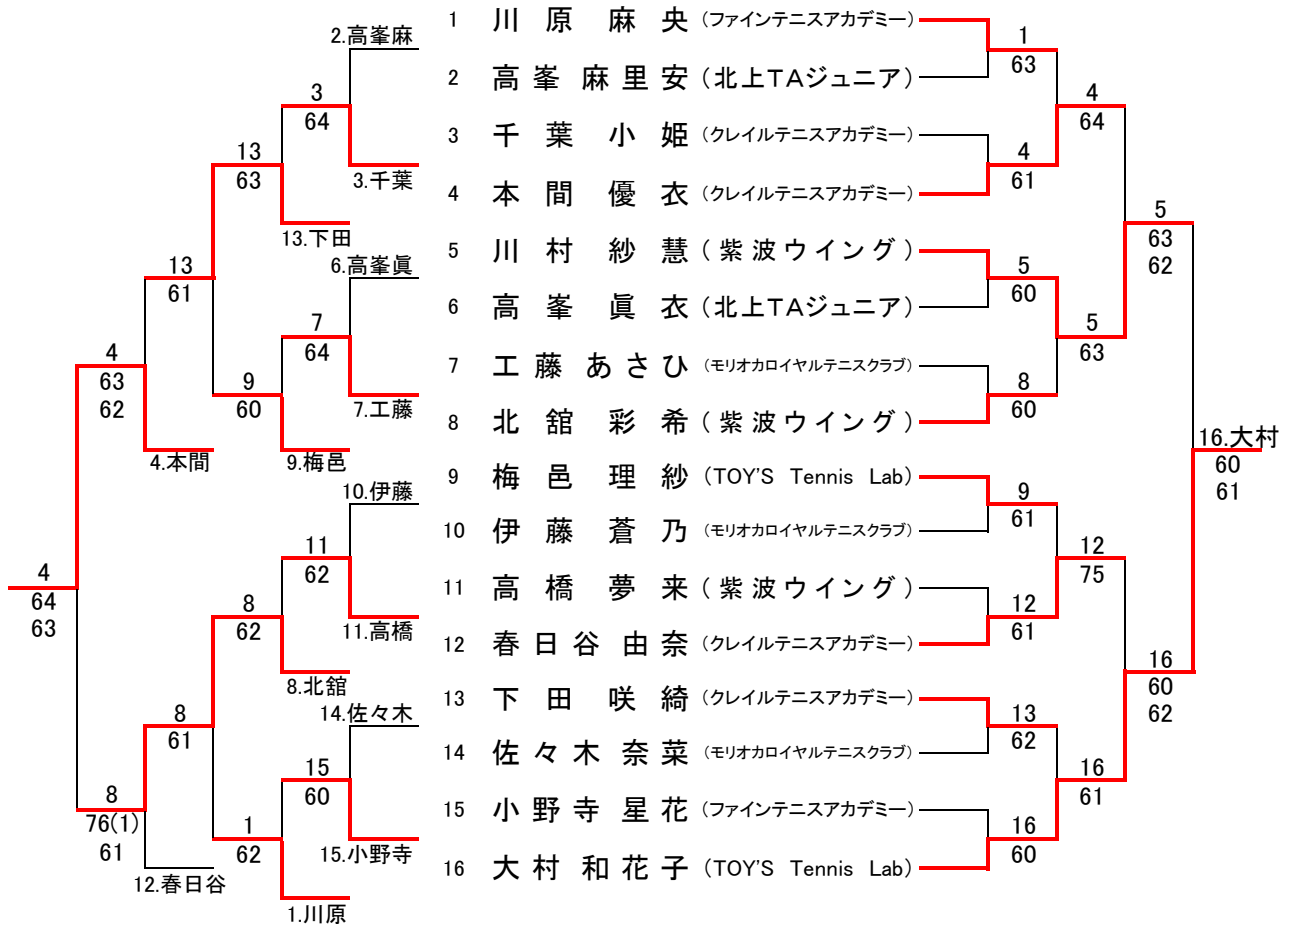 1 川原 麻央 (ファインテニスアカデミー)
2 高峯 麻里安 (北上TAジュニア)
3 千葉 小姫 (クレイルテニスアカデミー)
4 本間 優衣 (クレイルテニスアカデミー)
5 川村 紗慧 (紫波ウイング)
6 高峯 眞衣 (北上TAジュニア)
7 工藤 あさひ (モリオカロイヤルテニスクラブ)
8 北舘 彩希 (紫波ウイング)
9 梅邑 理紗 (TOY'S Tennis Lab)
10 伊藤 蒼乃 (モリオカロイヤルテニスクラブ)
11 高橋 夢来 (紫波ウイング)
12 春日谷 由奈 (クレイルテニスアカデミー)
13 下田 咲綺 (クレイルテニスアカデミー)
14 佐々木 奈菜 (モリオカロイヤルテニスクラブ)
15 小野寺 星花 (ファインテニスアカデミー)
16 大村 和花子 (TOY'S Tennis Lab)
1
63
4
61
5
60
8
60
9
61
12
61
13
62
16
60
4
64
5
63
12
75
16
61
5
63
62
16
60
62
16.大村
60
61
2.高峯麻
3
64
3.千葉
13
63
13.下田
6.高峯眞
7
64
7.工藤
9
60
9.梅邑
13
61
4.本間
4
63
62
10.伊藤
11
62
11.高橋
8
62
8.北舘
14.佐々木
15
60
15.小野寺
1
62
1.川原
8
61
12.春日谷
8
76(1)
61
4
64
63